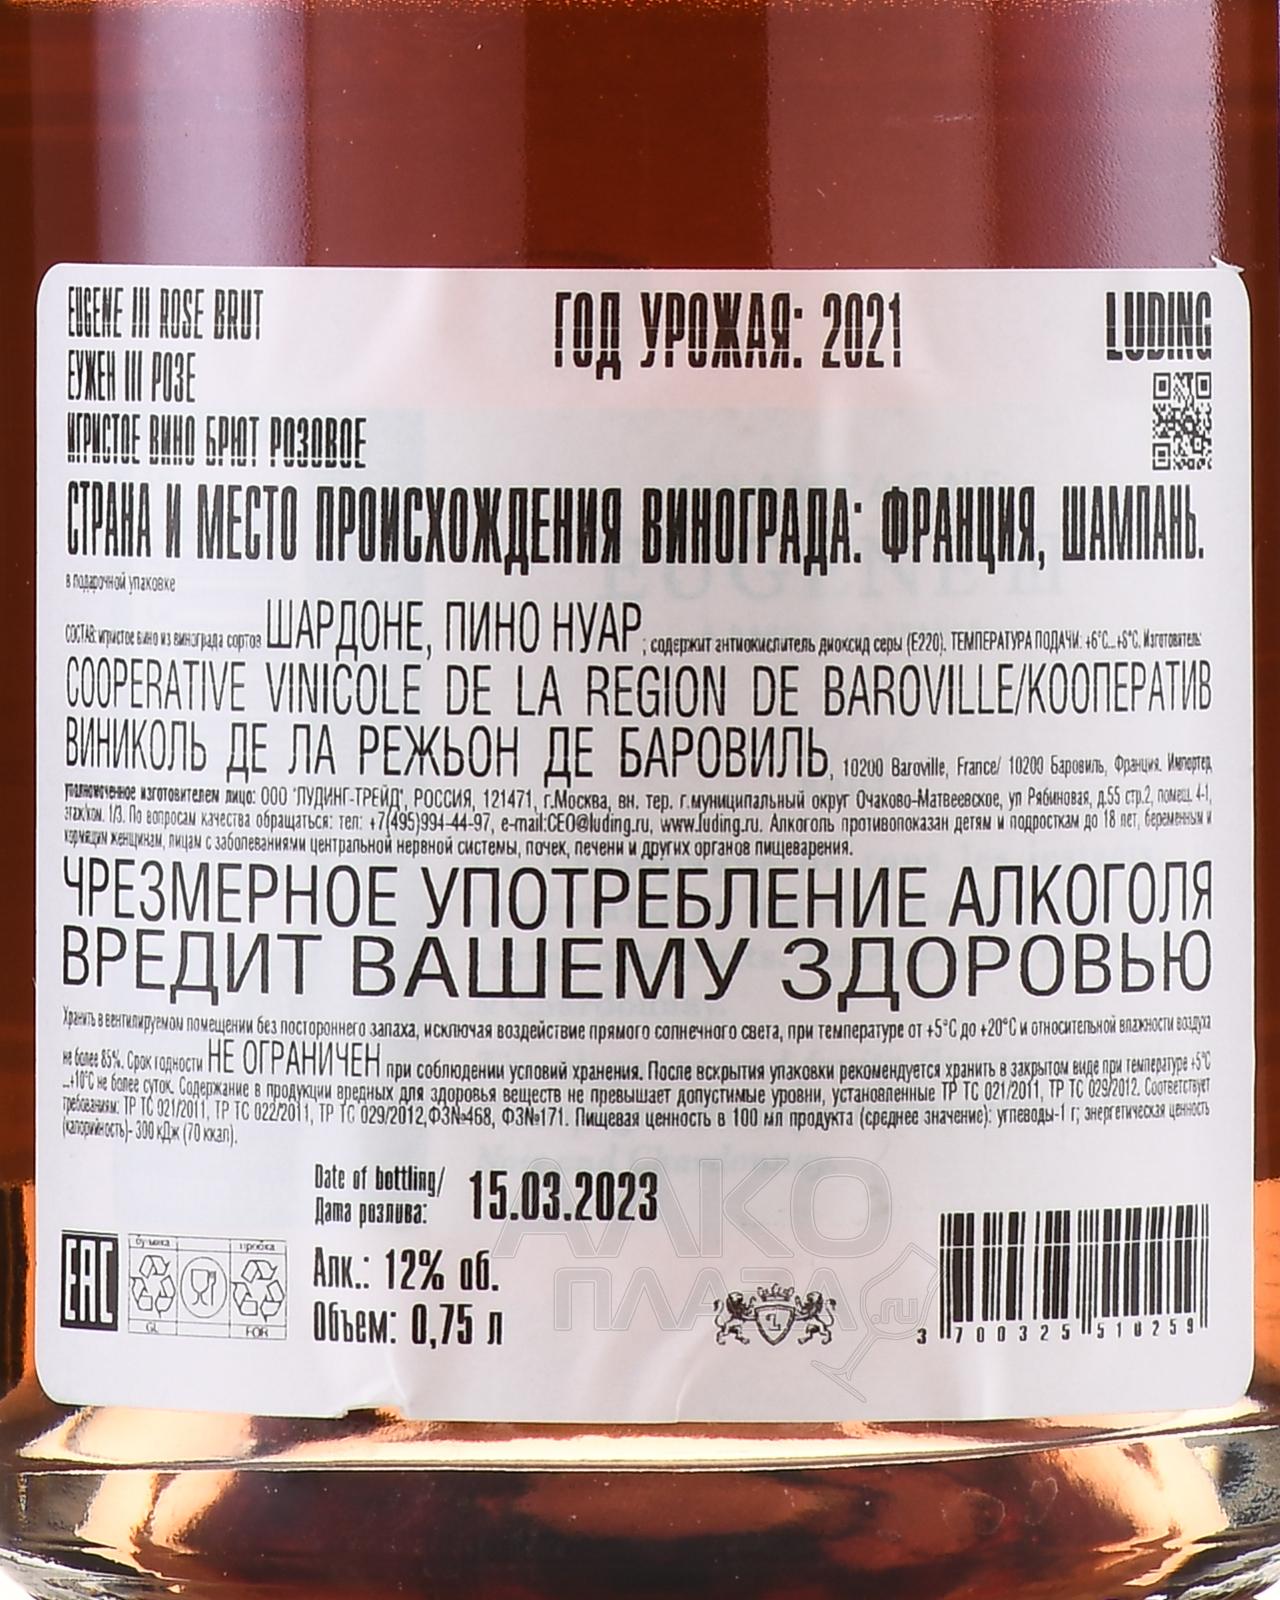 EUGENE III ROSE BRUT
ЕУЖЕН III РОЗЕ
ИГРИСТОЕ ВИНО БРЮТ РОЗОВОЕ
ГОД УРОЖАЯ: 2021
LUDING
СТРАНА И МЕСТО ПРОИСХОЖДЕНИЯ ВИНОГРАДА: ФРАНЦИЯ, ШАМПАНЬ.
в подарочной упаковке
СОСТАВ: игристое вино из винограда сортов ШАРДОНЕ, ПИНО НУАР; содержит антиокислитель диоксид серы (Е220). ТЕМПЕРАТУРА ПОДАЧИ: +6°С...+8°С. Изготовитель:
COOPERATIVE VINICOLE DE LA REGION DE BAROVILLE/КООПЕРАТИВ
ВИНИКОЛЬ ДЕ ЛА РЕЖЬОН ДЕ БАРОВИЛЬ, 10200 Baroville, France/ 10200 Баровиль, Франция. Импортер,
уполномоченное изготовителем лицо: ООО "ЛУДИНГ-ТРЕЙД", РОССИЯ, 121471, г.Москва, вн. тер. г.муниципальный округ Очаково-Матвеевское, ул Рябиновая, д.55 стр.2, помещ. 4-1,
этаж/ком. 1/3. По вопросам качества обращаться: тел: +7(495)994-44-97, e-mail:CEO@luding.ru, www.luding.ru. Алкоголь противопоказан детям и подросткам до 18 лет, беременным и
кормящим женщинам, лицам с заболеваниями центральной нервной системы, почек, печени и других органов пищеварения.
ЧРЕЗМЕРНОЕ УПОТРЕБЛЕНИЕ АЛКОГОЛЯ
ВРЕДИТ ВАШЕМУ ЗДОРОВЬЮ
Хранить в вентилируемом помещении без постороннего запаха, исключая воздействие прямого солнечного света, при температуре от +5°С до +20°С и относительной влажности воздуха
не более 85%. Срок годности НЕ ОГРАНИЧЕН при соблюдении условий хранения. После вскрытия упаковки рекомендуется хранить в закрытом виде при температуре +5°С
...+10°С не более суток. Содержание в продукции вредных для здоровья веществ не превышает допустимые уровни, установленные ТР ТС 021/2011, ТР ТС 029/2012. Соответствует
требованиям: ТР ТС 021/2011, ТР ТС 022/2011, ТР ТС 029/2012,ФЗ№468, ФЗ№171. Пищевая ценность в 100 мл продукта (среднее значение): углеводы-1 г; энергетическая ценность
(калорийность)- 300 кДж (70 ккал).
Date of bottling/
Дата розлива:
15.03.2023
Алк.: 12% об.
Объем: 0,75 л
EAC
бутылка
GL
пробка
FOR
L
АЛКО
ПЛАЗА
.ru
3 700325 510259